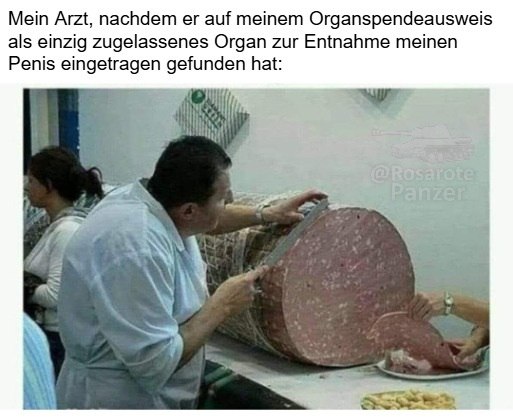 Mein Arzt, nachdem er auf meinem Organspendeausweis
als einzig zugelassenes Organ zur Entnahme meinen
Penis eingetragen gefunden hat:
@Rosarote
Panzer